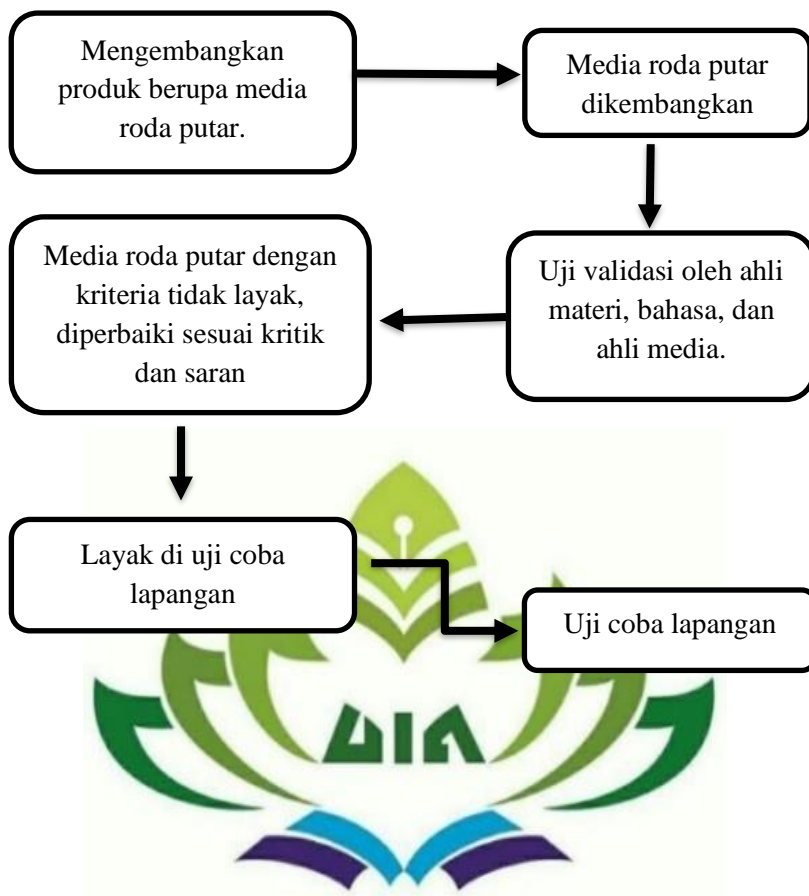 Mengembangkan
produk berupa media
roda putar.
Media roda putar
dikembangkan
Uji validasi oleh ahli
materi, bahasa, dan
ahli media.
Media roda putar dengan
kriteria tidak layak,
diperbaiki sesuai kritik
dan saran
Layak di uji coba
lapangan
Uji coba lapangan
UIN